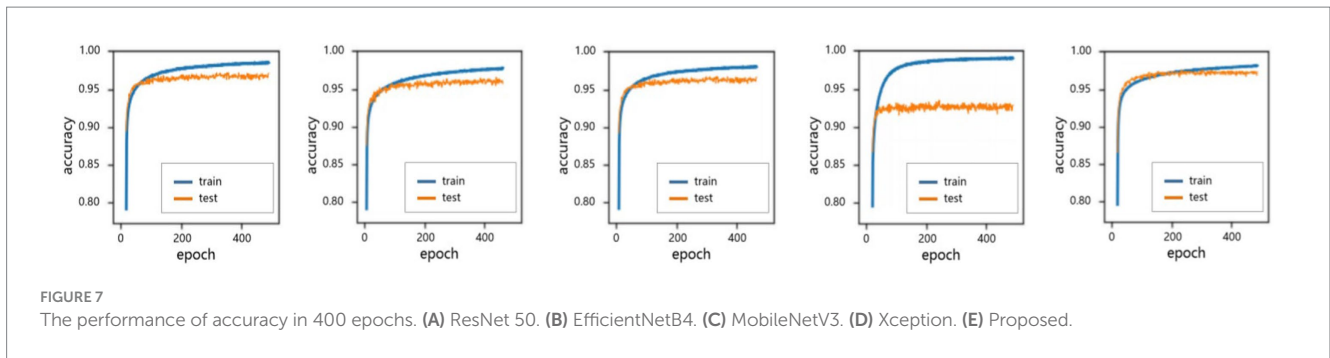 1.00
0.95
0.90
0.85
0.80
accuracy
train
test
0
200
400
epoch
1.00
0.95
0.90
0.85
0.80
accuracy
train
test
0
200
400
epoch
1.00
0.95
0.90
0.85
0.80
accuracy
train
test
0
200
400
epoch
1.00
0.95
0.90
0.85
0.80
accuracy
train
test
0
200
400
epoch
1.00
0.95
0.90
0.85
0.80
accuracy
train
test
0
200
400
epoch
FIGURE 7
The performance of accuracy in 400 epochs. (A) ResNet 50. (B) EfficientNetB4. (C) MobileNetV3. (D) Xception. (E) Proposed.